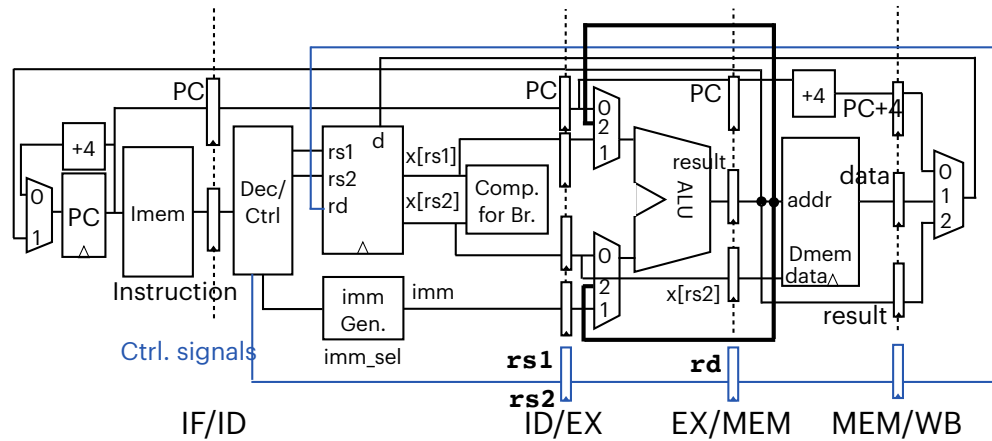 PC
PC
PC
+4
PC+4
+4
0
1
PC
Imem
Instruction
Dec/
Ctrl
rs1
rs2
rd
d
x[rs1]
x[rs2]
Comp.
for Br.
imm
Gen.
imm
imm_sel
0
2
1
0
2
1
ALU
result
x[rs2]
addr
Dmem
data
data
result
0
1
2
Ctrl. signals
rs1
rs2
rd
IF/ID
ID/EX
EX/MEM
MEM/WB